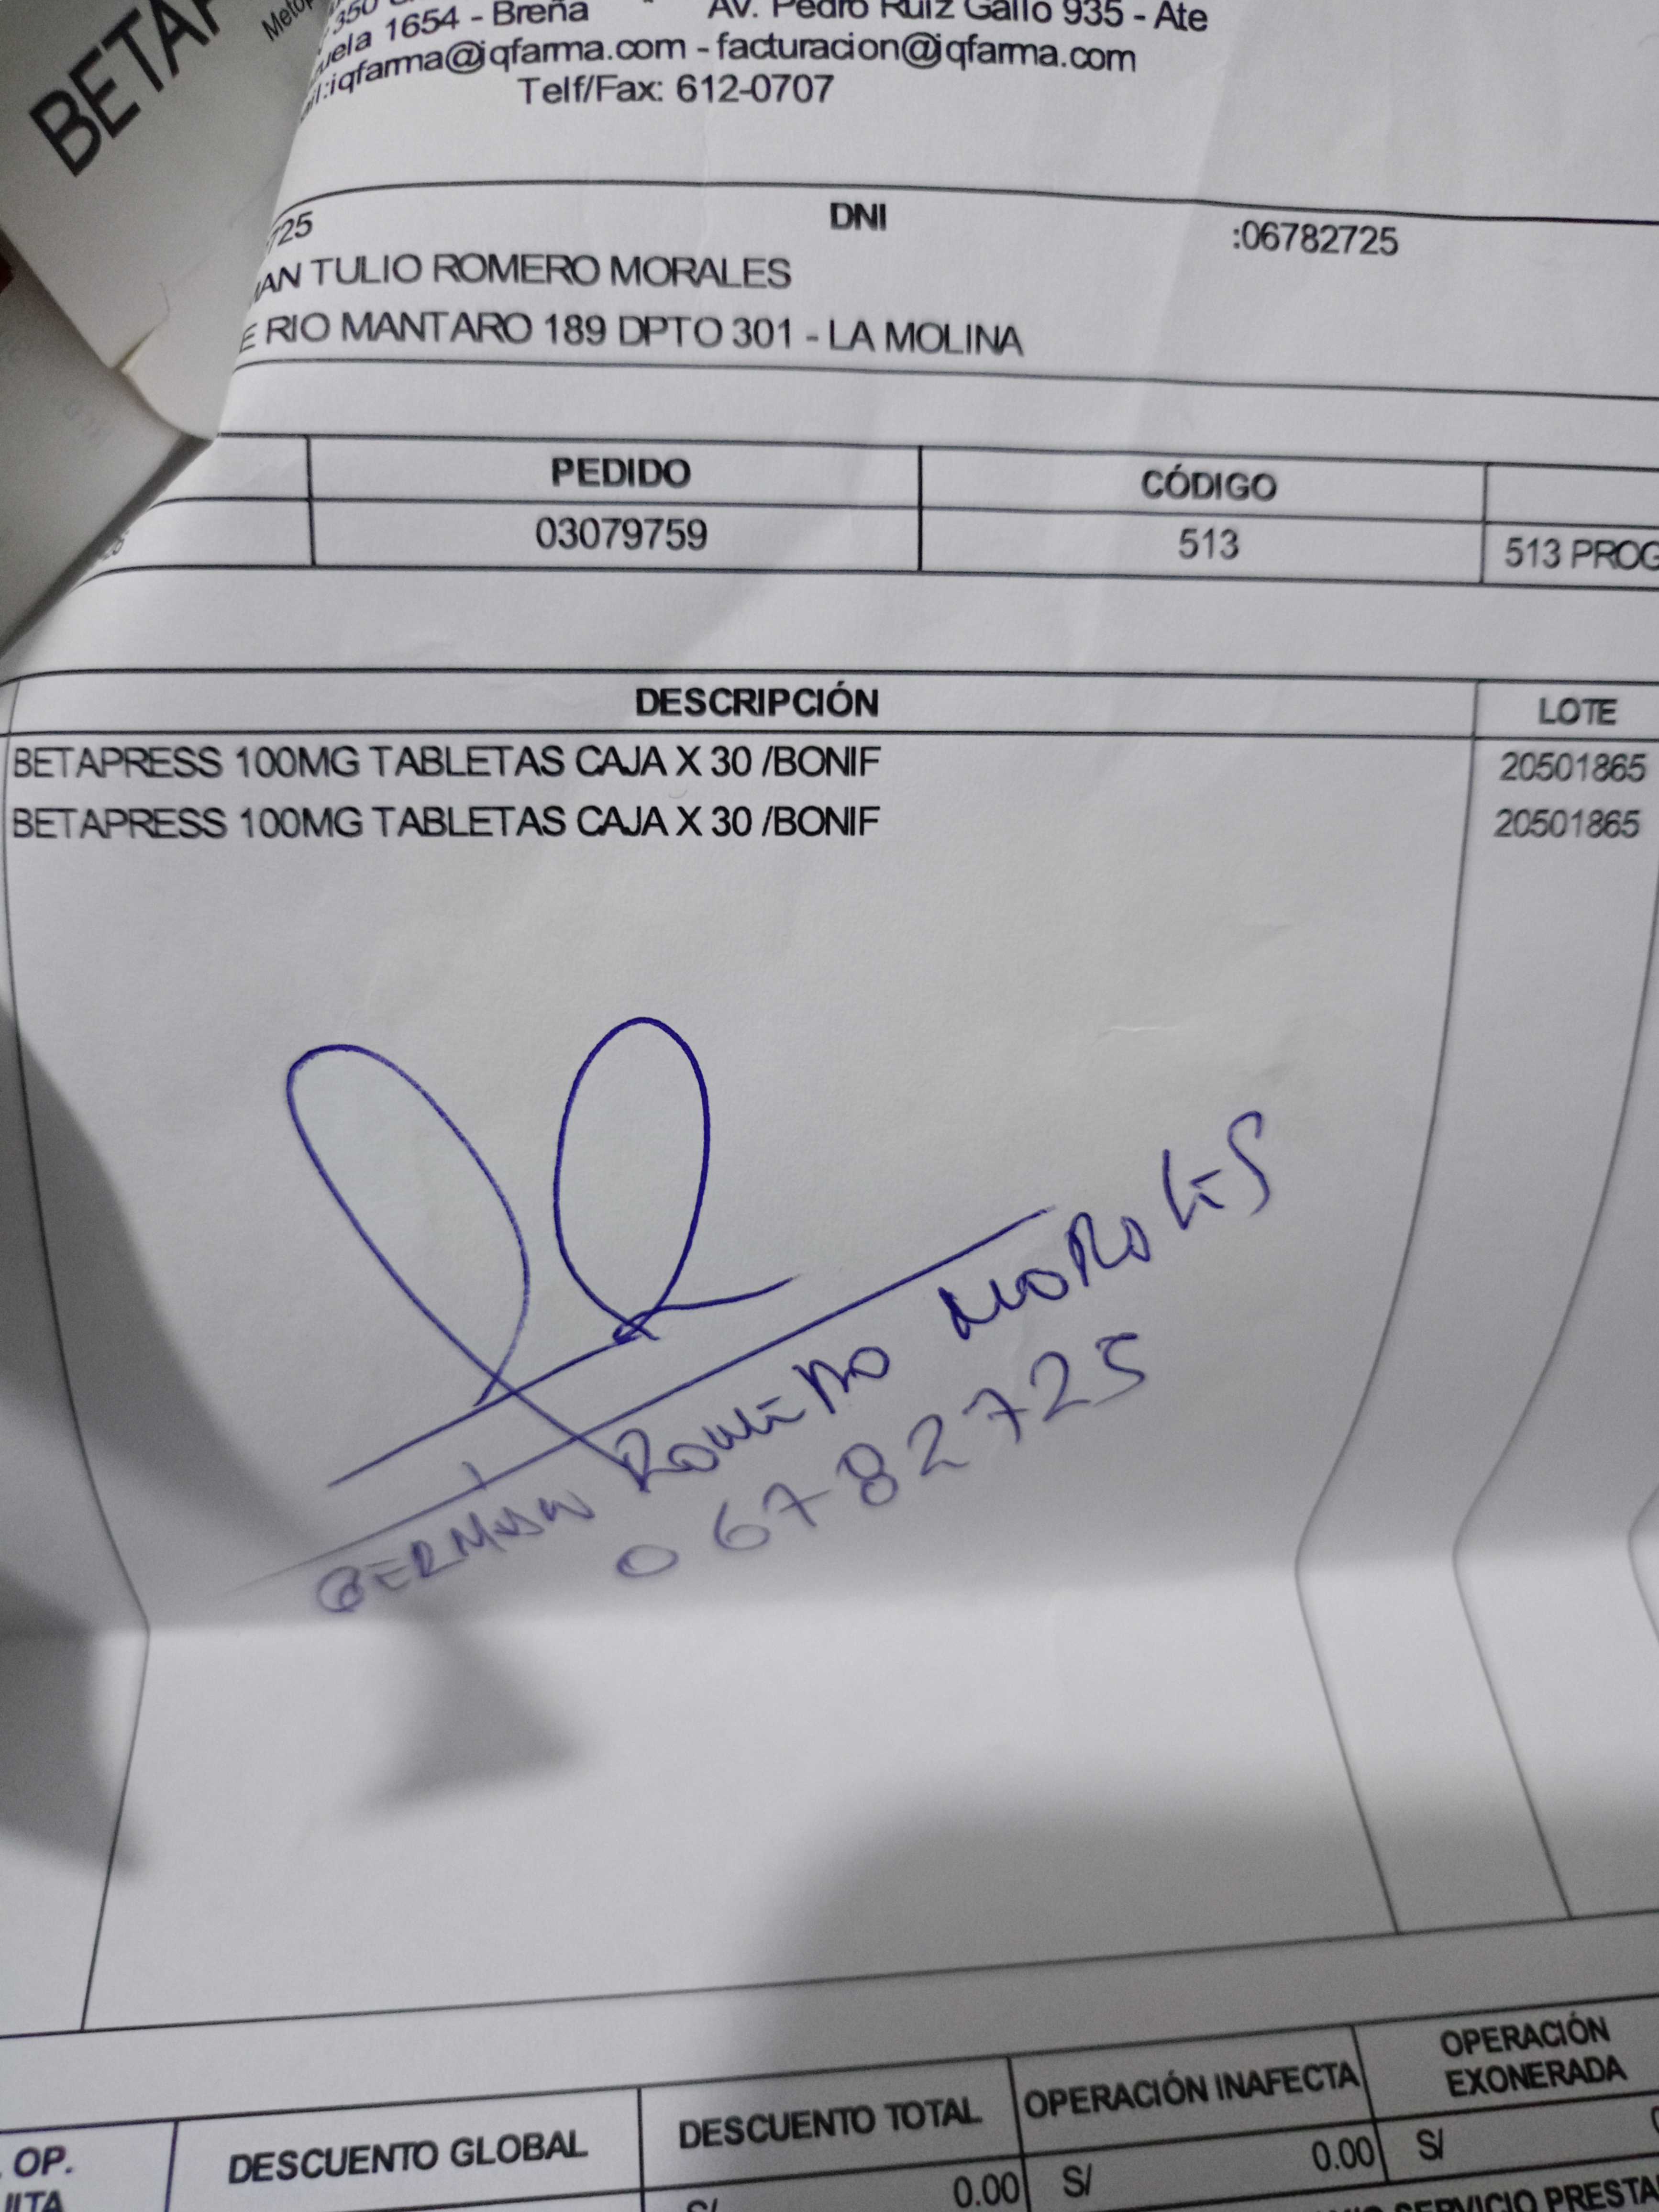 1654 - Breña
Av. Pedro Ruiz Gallo 935 - Ate
iqfarma@iqfarma.com - facturacion@iqfarma.com
Telf/Fax: 612-0707
725 DNI :06782725
TULIO ROMERO MORALES
RIO MANTARO 189 DPTO 301 - LA MOLINA
PEDIDO CÓDIGO
03079759 513 513 PROG
DESCRIPCIÓN LOTE
BETAPRESS 100MG TABLETAS CAJA X 30 /BONIF 20501865
BETAPRESS 100MG TABLETAS CAJA X 30 /BONIF 20501865
GERMAN ROMERO MORALES
06782725
OP. DESCUENTO GLOBAL DESCUENTO TOTAL OPERACIÓN INAFECTA OPERACIÓN
EXONERADA
S/ 0.00 S/ 0.00 S/